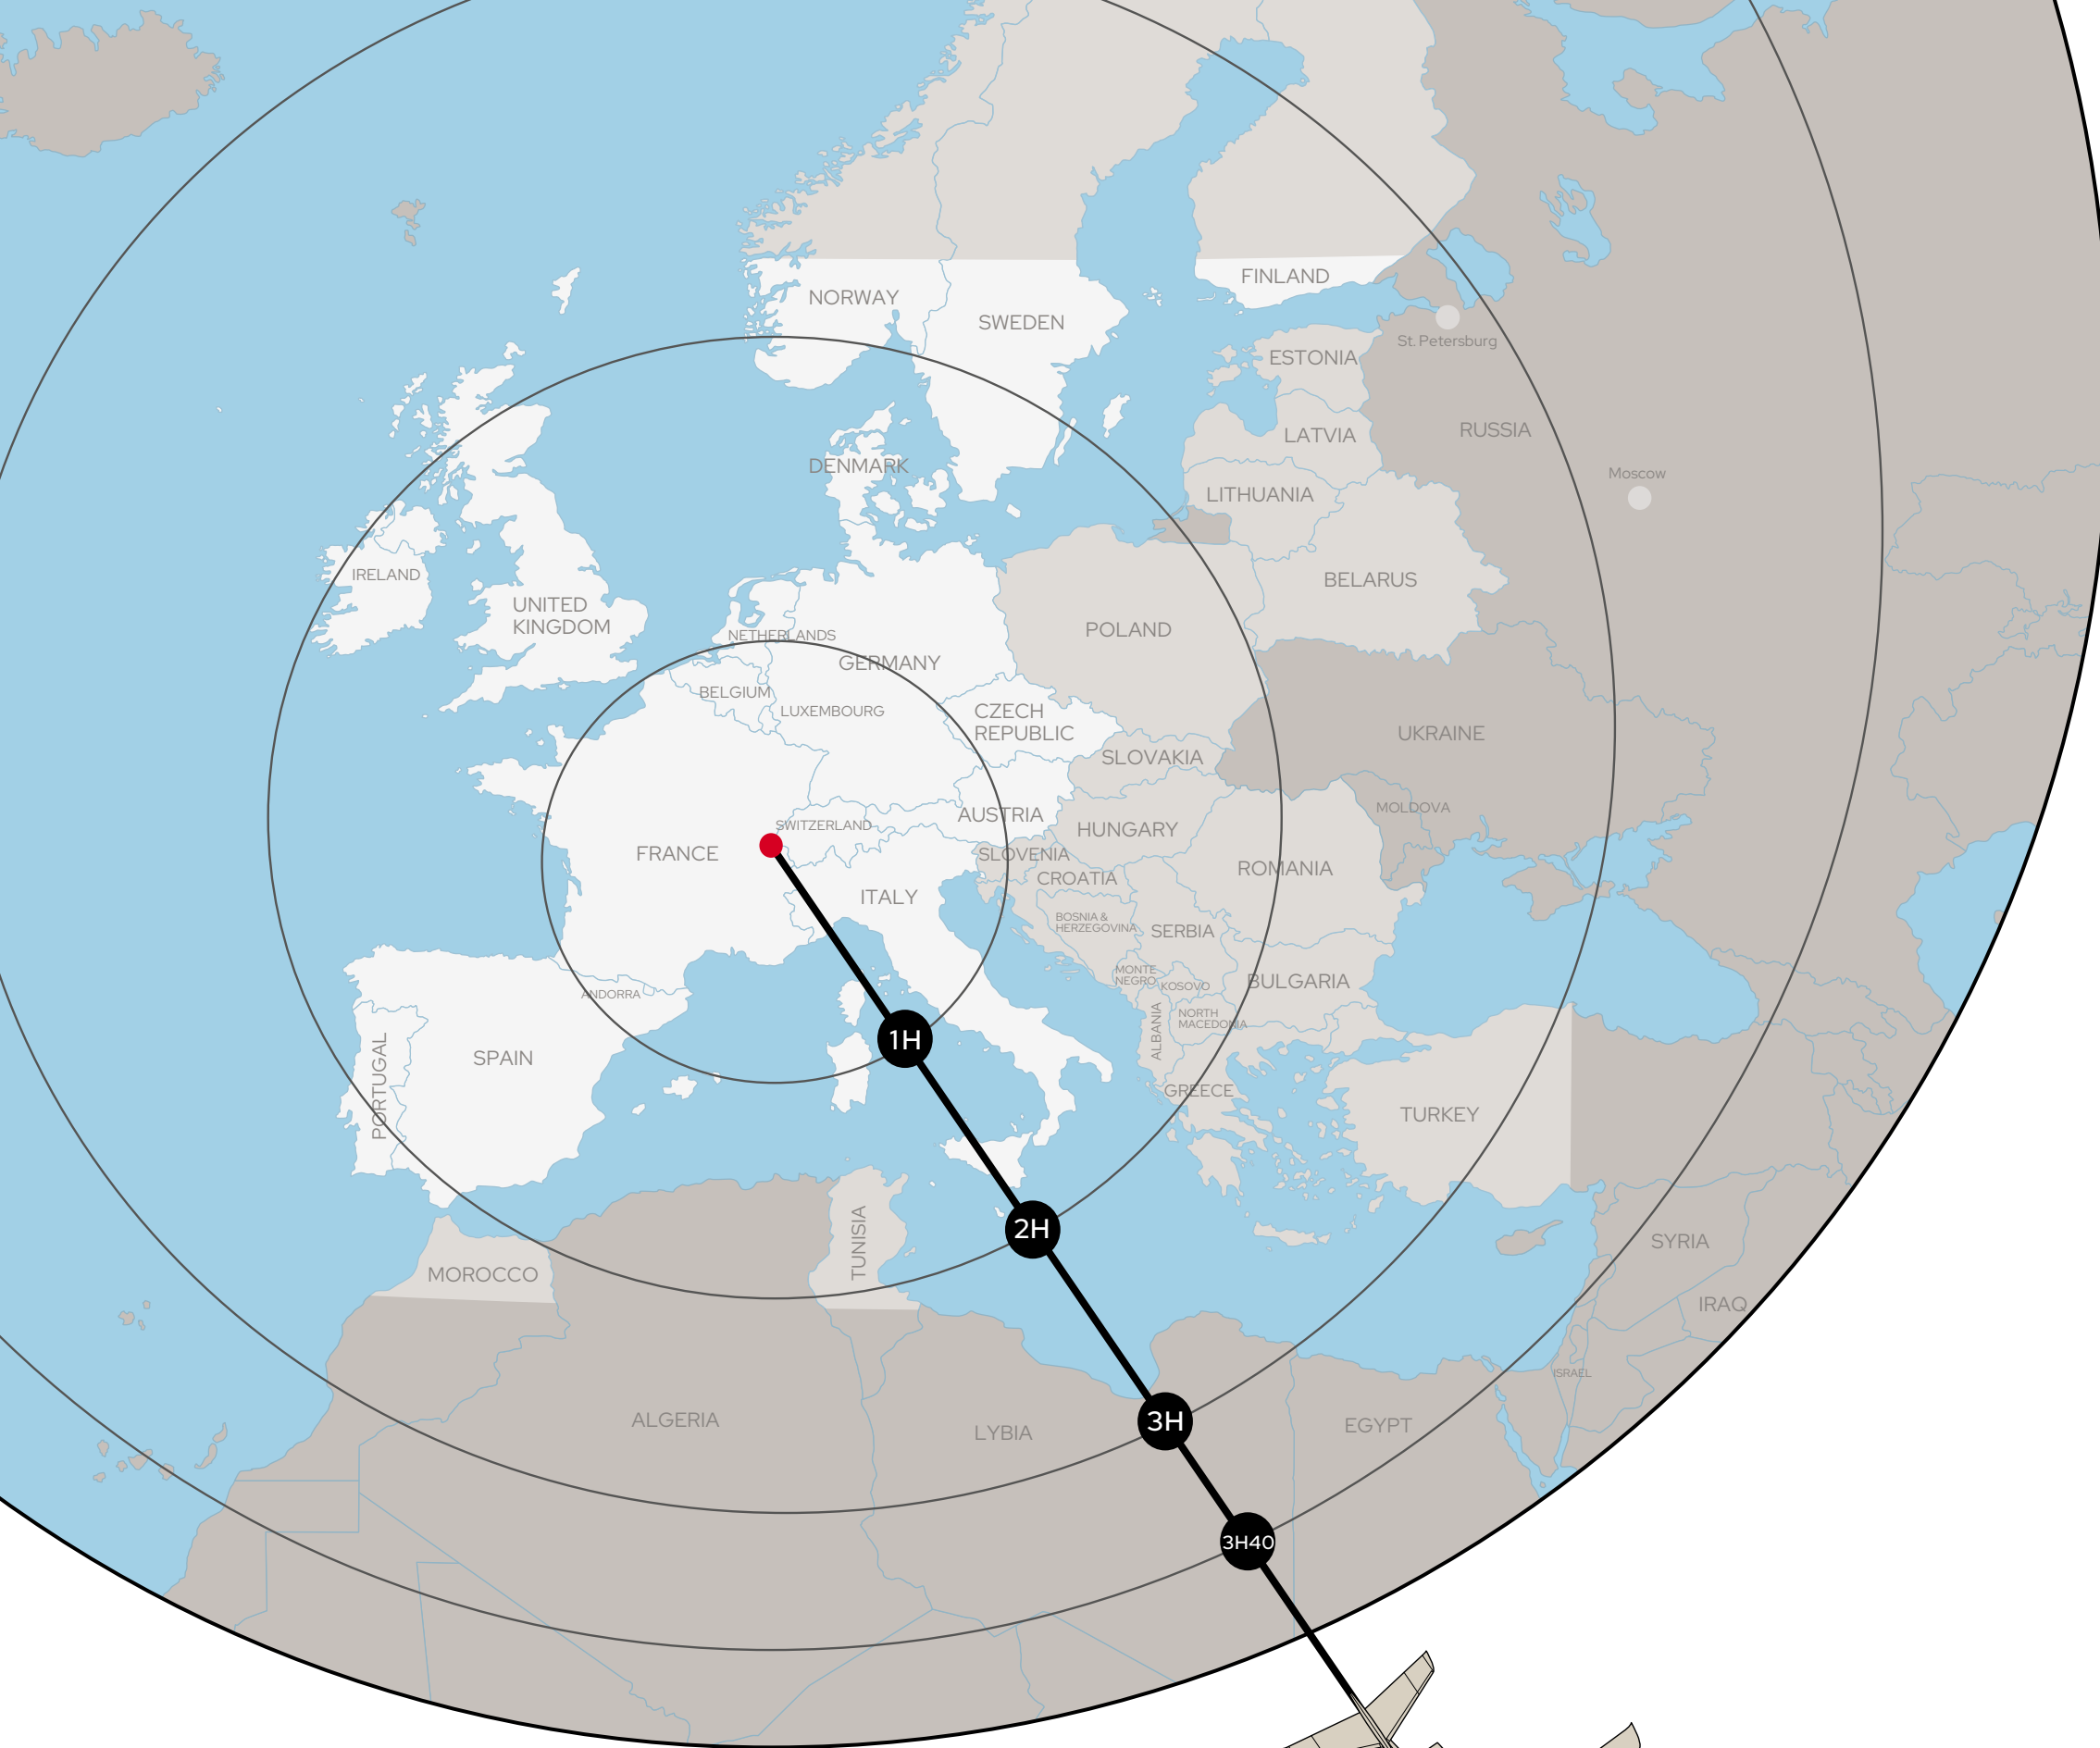 NORWAY
FINLAND
SWEDEN
St. Petersburg
ESTONIA
RUSSIA
LATVIA
DENMARK
Moscow
LITHUANIA
IRELAND
BELARUS
UNITED
KINGDOM
POLAND
NETHERLANDS
GERMANY
BELGIUM
LUXEMBOURG
CZECH
REPUBLIC
UKRAINE
SLOVAKIA
MOLDOVA
AUSTRIA
SWITZERLAND
HUNGARY
FRANCE
SLOVENIA
ROMANIA
CROATIA
ITALY
BOSNIA &
HERZEGOVINA
SERBIA
MONTE
NEGRO
KOSOVO
BULGARIA
ANDORRA
NORTH
MACEDONIA
ALBANIA
1H
SPAIN
PORTUGAL
GREECE
TURKEY
2H
TUNISIA
SYRIA
MOROCCO
IRAQ
ISRAEL
ALGERIA
3H
EGYPT
LYBIA
3H40